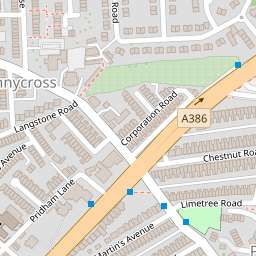 Road
nnycross
Langstone Road
Corporation Road
A386
Avenue
Chestnut Road
Pridham Lane
Limetree Road
Martin's Avenue